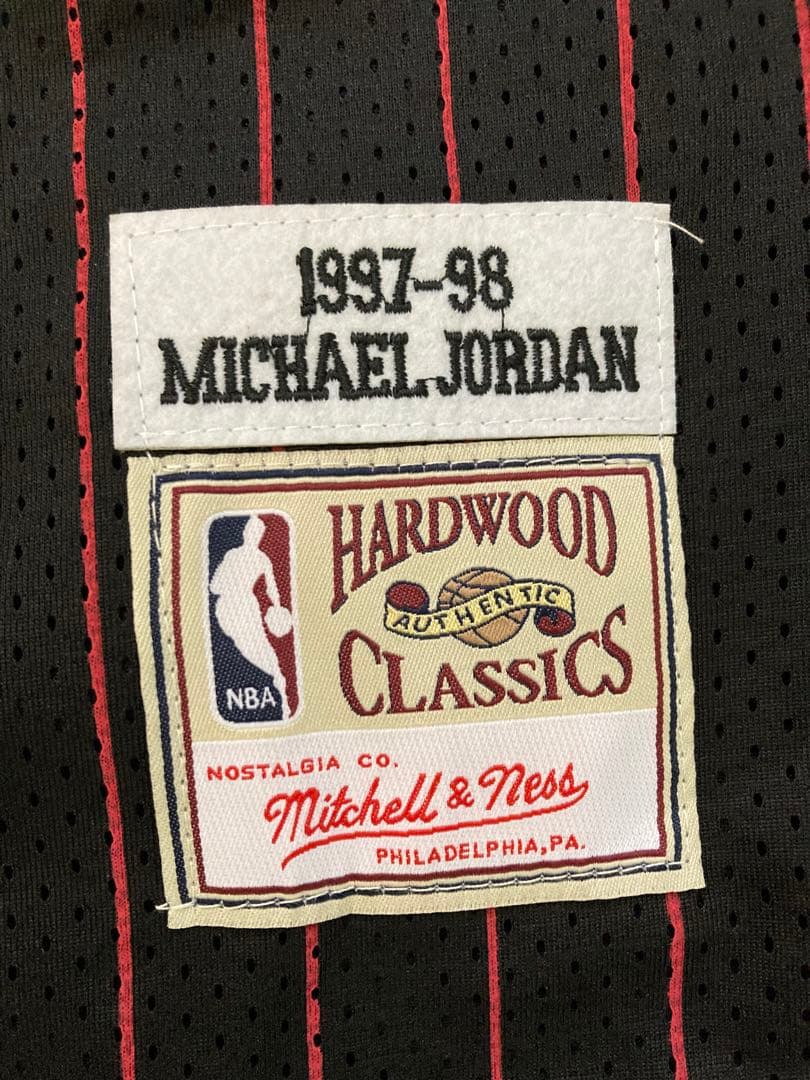 1997-98
MICHAEL JORDAN
HARDWOOD
AUTHENTIC
CLASSICS
NBA
NOSTALGIA CO.
Mitchell & Ness
PHILADELPHIA, PA.